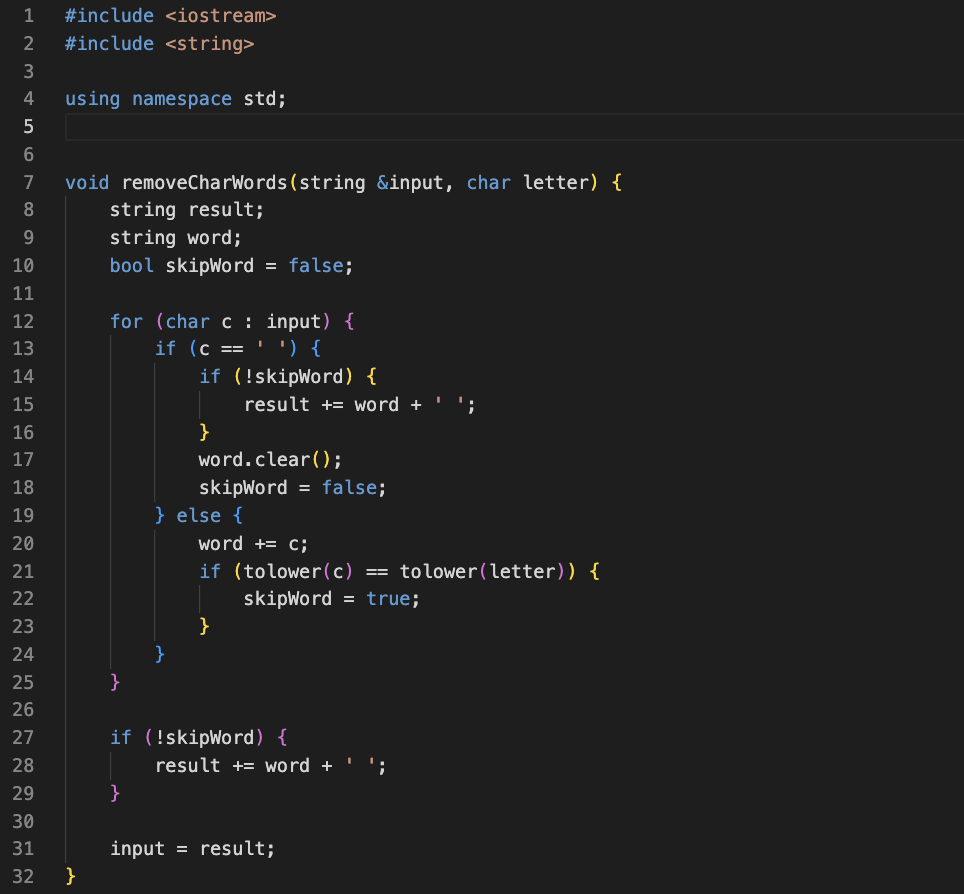 1 #include <iostream>
2 #include <string>
3
4 using namespace std;
5
6
7 void removeCharWords(string &input, char letter) {
8     string result;
9     string word;
10     bool skipWord = false;
11
12     for (char c : input) {
13         if (c == ' ') {
14             if (!skipWord) {
15                 result += word + ' ';
16             }
17             word.clear();
18             skipWord = false;
19         } else {
20             word += c;
21             if (tolower(c) == tolower(letter)) {
22                 skipWord = true;
23             }
24         }
25     }
26
27     if (!skipWord) {
28         result += word + ' ';
29     }
30
31     input = result;
32 }